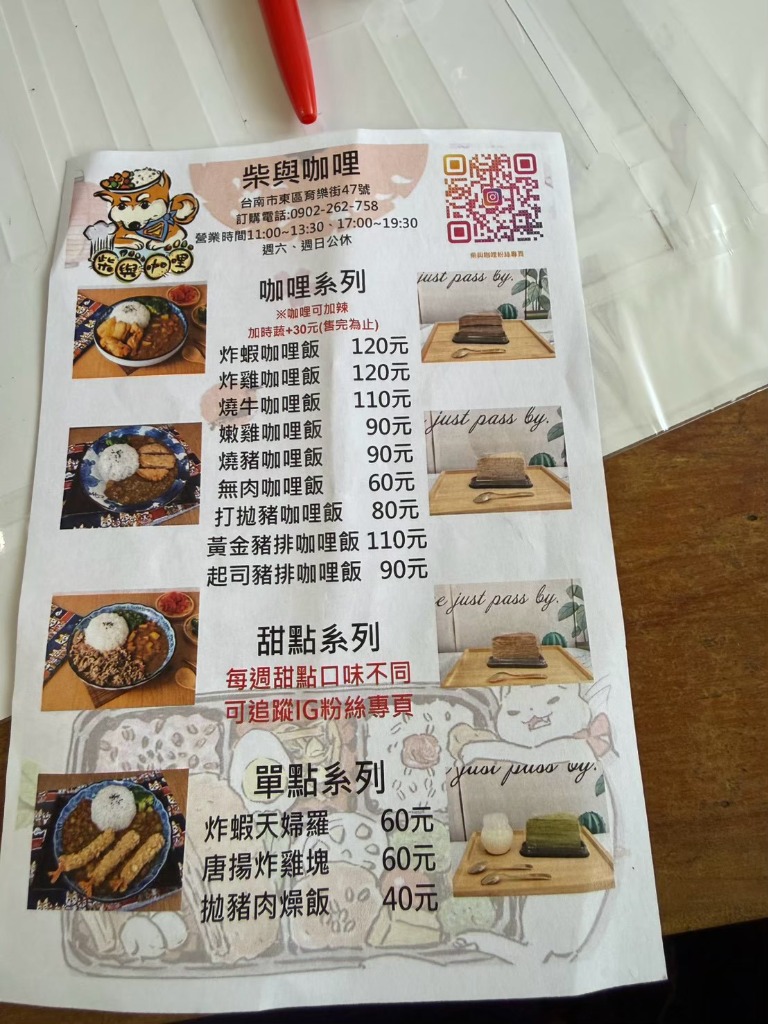 柴與咖哩
台南市東區育樂街47號
訂購電話:0902-262-758
營業時間11:00~13:30、17:00~19:30
週六、週日公休
柴與咖哩
柴與咖哩粉絲專頁
咖哩系列
※咖哩可加辣
加時蔬+30元(售完為止)
炸蝦咖哩飯 120元
炸雞咖哩飯 120元
燒牛咖哩飯 110元
嫩雞咖哩飯 90元
燒豬咖哩飯 90元
無肉咖哩飯 60元
打拋豬咖哩飯 80元
黃金豬排咖哩飯 110元
起司豬排咖哩飯 90元
just pass by.
just pass by.
e just pass by.
just pass by.
甜點系列
每週甜點口味不同
可追蹤IG粉絲專頁
單點系列
炸蝦天婦羅 60元
唐揚炸雞塊 60元
拋豬肉燥飯 40元